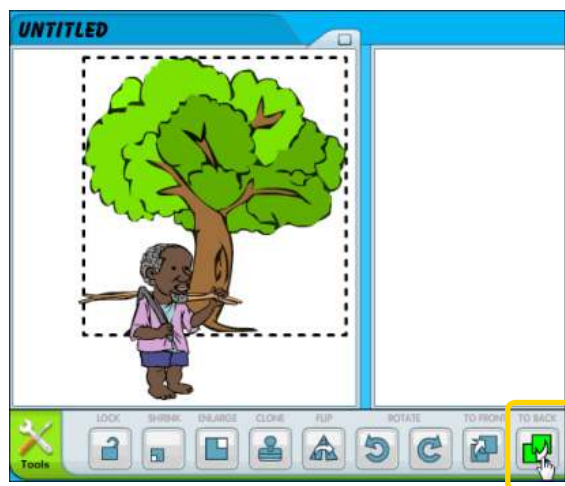 UNTITLED
LOCK SHRINK ENLARGE CLONE FLIP ROTATE TO FRONT TO BACK
Tools